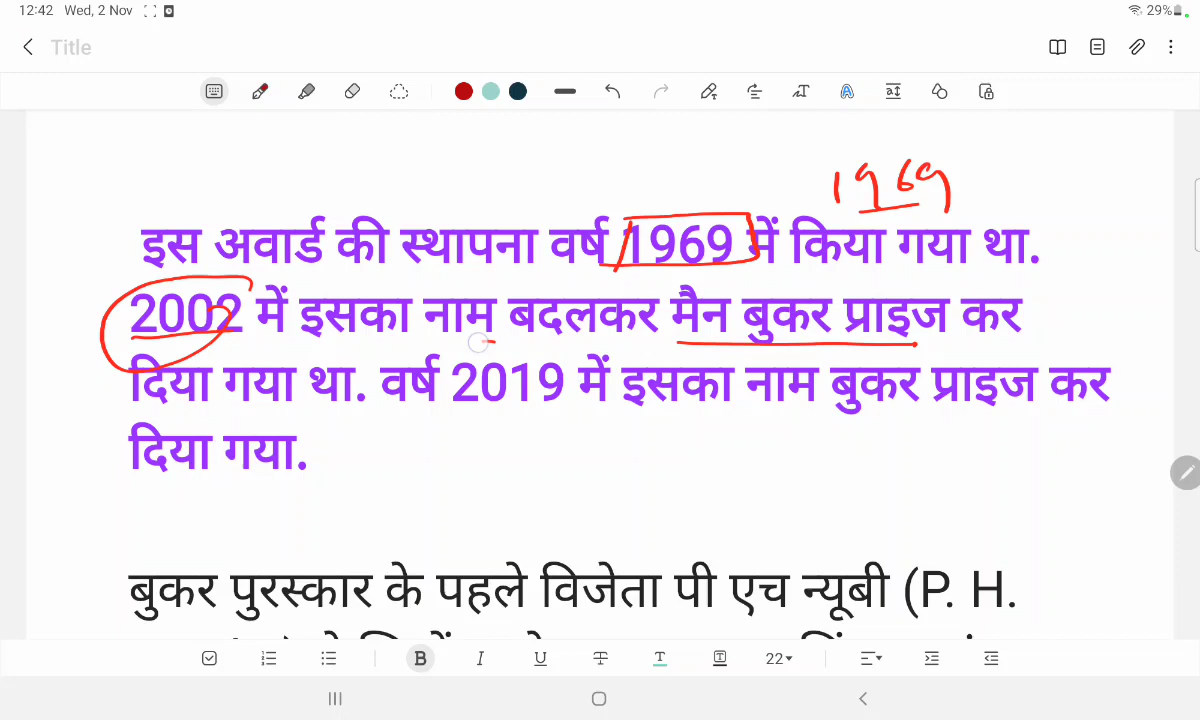 12:42 Wed, 2 Nov 29%
Title
1969
इस अवार्ड की स्थापना वर्ष 1969 में किया गया था.
2002 में इसका नाम बदलकर मैन बुकर प्राइज कर
दिया गया था. वर्ष 2019 में इसका नाम बुकर प्राइज कर
दिया गया.
बुकर पुरस्कार के पहले विजेता पी एच न्यूबी (P. H.
B I U T T T 22